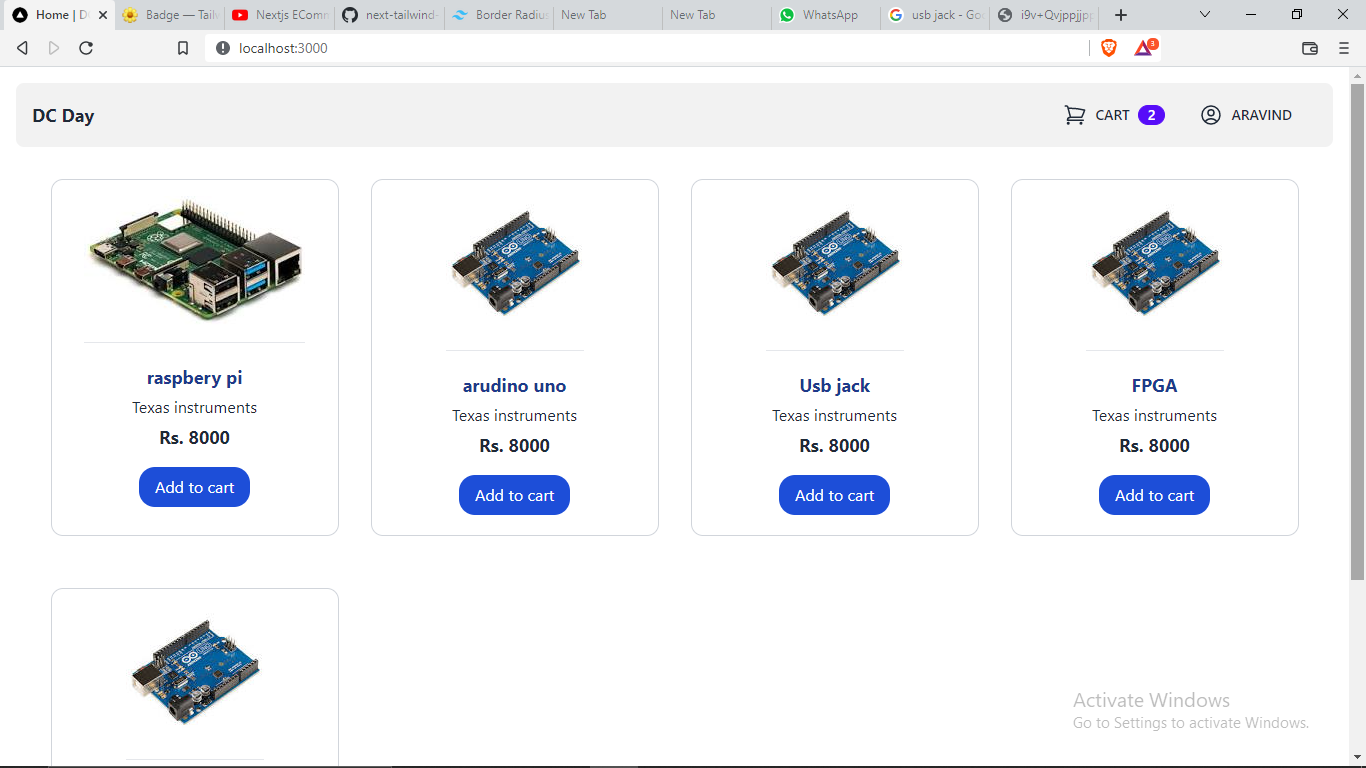 Home | D
Badge — Tail
Nextjs EComm
next-tailwind-
Border Radiu
New Tab
New Tab
WhatsApp
usb jack - Go
i9v+Qvjppjjp
localhost:3000
3
DC Day
CART 2
ARAVIND
raspbery pi
Texas instruments
Rs. 8000
Add to cart
arudino uno
Texas instruments
Rs. 8000
Add to cart
Usb jack
Texas instruments
Rs. 8000
Add to cart
FPGA
Texas instruments
Rs. 8000
Add to cart
Activate Windows
Go to Settings to activate Windows.